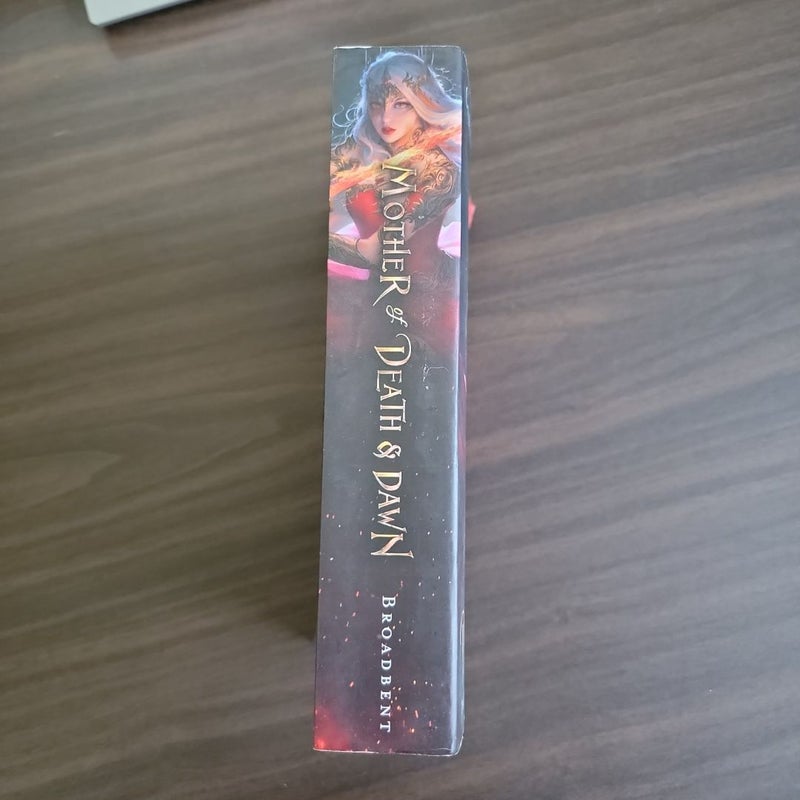 MOTHER of DEATH & DAWN
BROADBENT